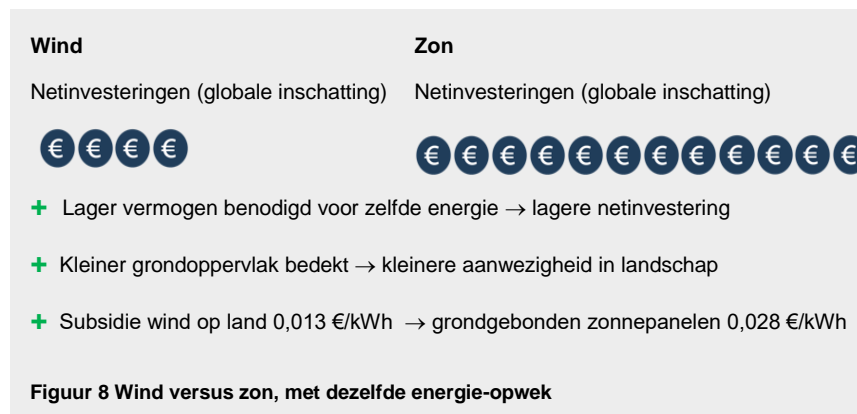 Wind
Zon
Netinvesteringen (globale inschatting)
Netinvesteringen (globale inschatting)
€ € € €
€ € € € € € € € € € € €
+ Lager vermogen benodigd voor zelfde energie → lagere netinvestering
+ Kleiner grondoppervlak bedekt → kleinere aanwezigheid in landschap
+ Subsidie wind op land 0,013 €/kWh → grondgebonden zonnepanelen 0,028 €/kWh
Figuur 8 Wind versus zon, met dezelfde energie-opwek